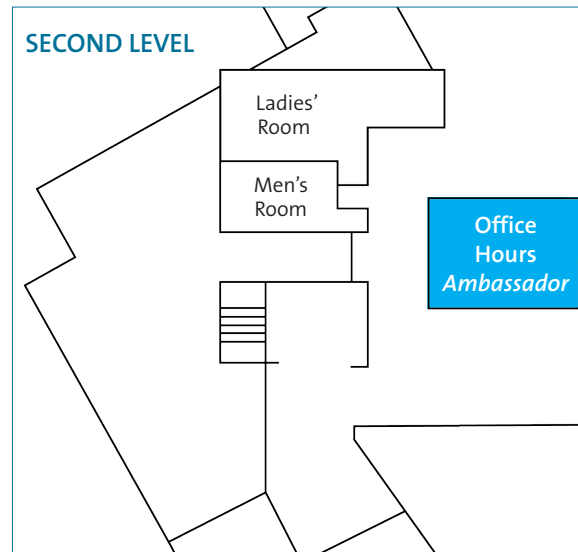 SECOND LEVEL
Ladies’
Room
Men’s
Room
Office
Hours
Ambassador